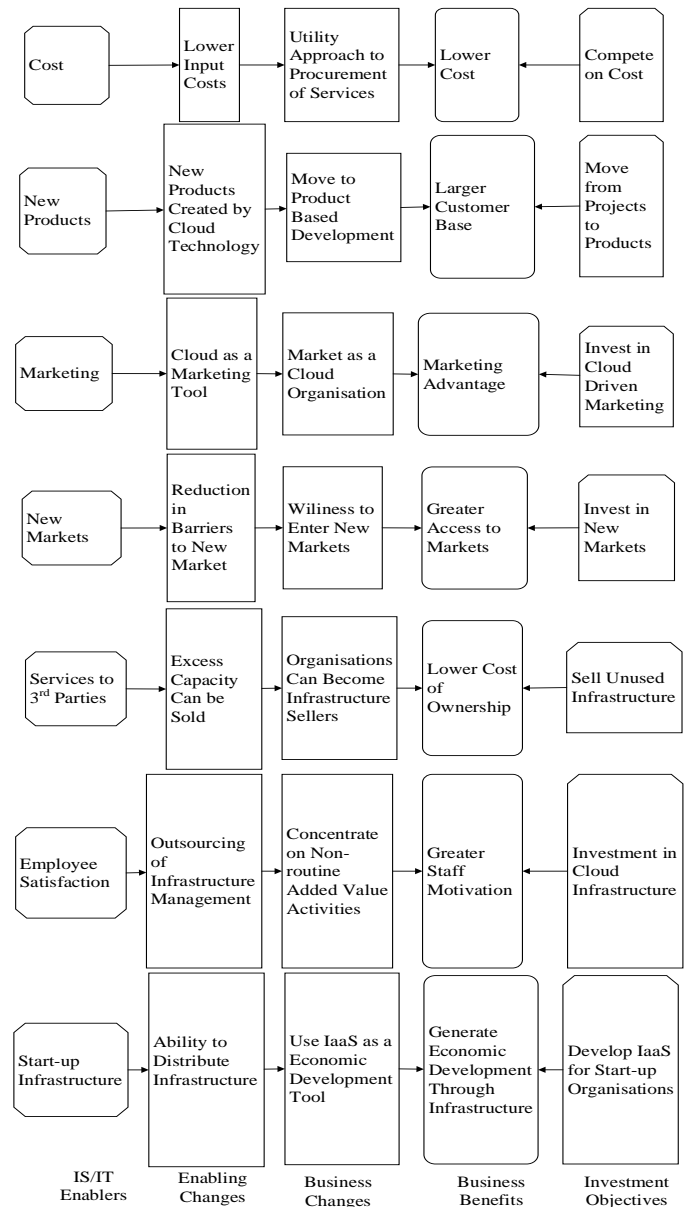 Cost
Lower
Input
Costs
Utility
Approach to
Procurement
of Services
Lower
Cost
Compete
on Cost
New
Products
New
Products
Created by
Cloud
Technology
Move to
Product
Based
Development
Larger
Customer
Base
Move
from
Projects
to
Products
Marketing
Cloud as a
Marketing
Tool
Market as a
Cloud
Organisation
Marketing
Advantage
Invest in
Cloud
Driven
Marketing
New
Markets
Reduction
in
Barriers
to New
Market
Wiliness to
Enter New
Markets
Greater
Access to
Markets
Invest
in New
Markets
Services to
3rd Parties
Excess
Capacity
Can be
Sold
Organisations
Can Become
Infrastructure
Sellers
Lower Cost
of
Ownership
Sell Unused
Infrastructure
Employee
Satisfaction
Outsourcing
of
Infrastructure
Management
Concentrate
on Non-
routine
Added Value
Activities
Greater
Staff
Motivation
Investment in
Cloud
Infrastructure
Start-up
Infrastructure
Ability to
Distribute
Infrastructure
Use IaaS as a
Economic
Development
Tool
Generate
Economic
Development
Through
Infrastructure
Develop IaaS
for Start-up
Organisations
IS/IT
Enablers
Enabling
Changes
Business
Changes
Business
Benefits
Investment
Objectives